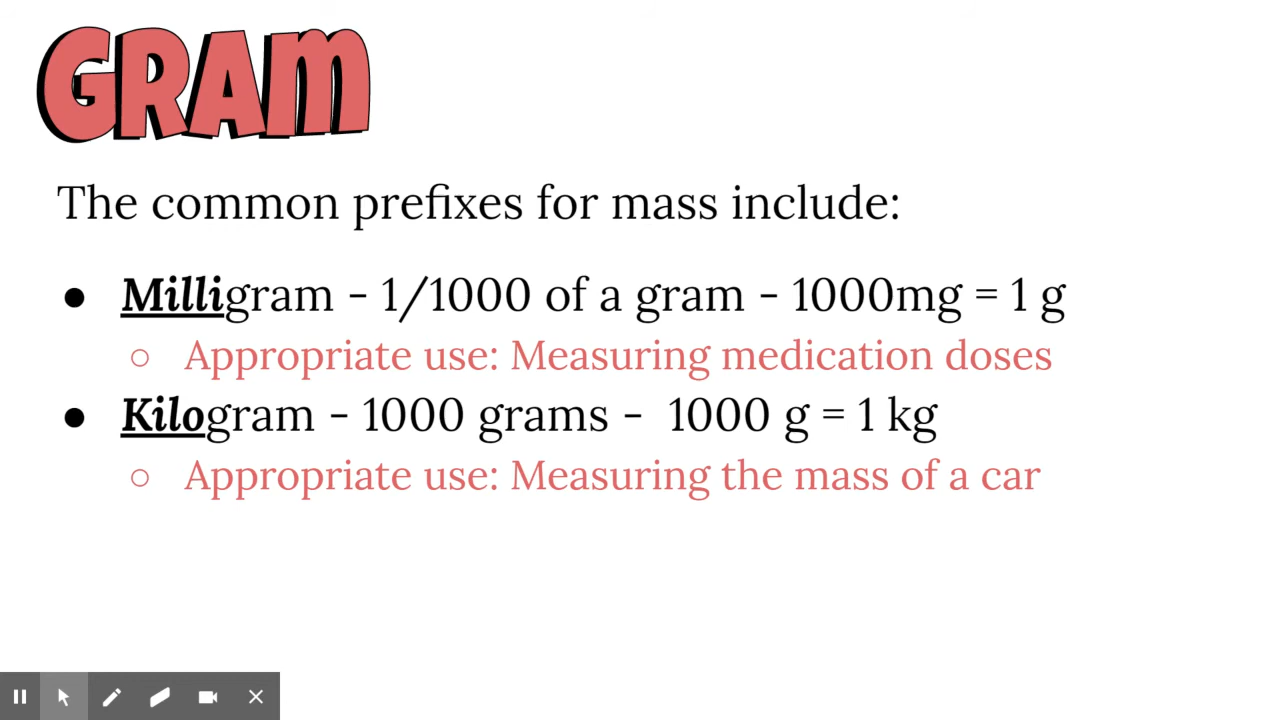 GRAM
The common prefixes for mass include:
● Milligram - 1/1000 of a gram - 1000mg = 1 g
○ Appropriate use: Measuring medication doses
● Kilogram - 1000 grams - 1000 g = 1 kg
○ Appropriate use: Measuring the mass of a car